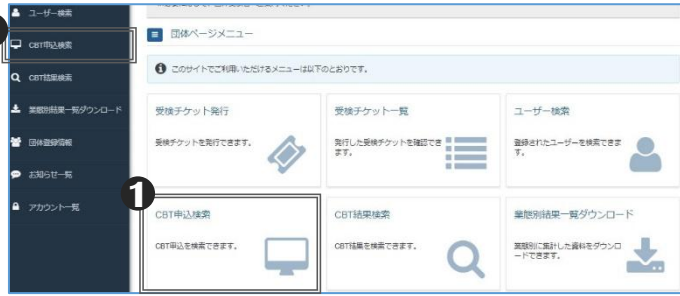 ユーザー検索
CBT申込検索
CBT結果検索
業態別結果一覧ダウンロード
団体登録情報
お知らせ一覧
アカウント一覧
団体ページメニュー
このサイトでご利用いただけるメニューは以下のとおりです。
受検チケット発行
受検チケットを発行できます。
受検チケット一覧
発行した受検チケットを確認でき
ます。
ユーザー検索
登録されたユーザーを検索できま
す。
1
CBT申込検索
CBT申込を検索できます。
CBT結果検索
CBT結果を検索できます。
業態別結果一覧ダウンロード
業態別に集計した資料をダウンロ
ードできます。